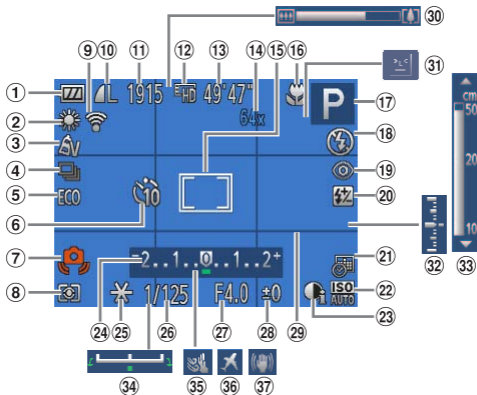 ⑨ ⑩ ⑪ ⑫ ⑬ ⑭ ⑮ ⑯ ㉚
① L 1915 EHD 49'47" P ⑰ ㉛
② 64x ⑱
③ cm
④ ⑲ 20
⑤ ECO ⑳
⑥ 10
⑦ -2..1..0..1..2+ ㉑ 10
⑧ 1/125 F4.0 ±0 ISO AUTO ㉒
㉔ ㉕ ㉖ ㉗ ㉘ ㉙ ㉓ ㉜ ㉝
㉞ ㉟ ㊱ ㊲